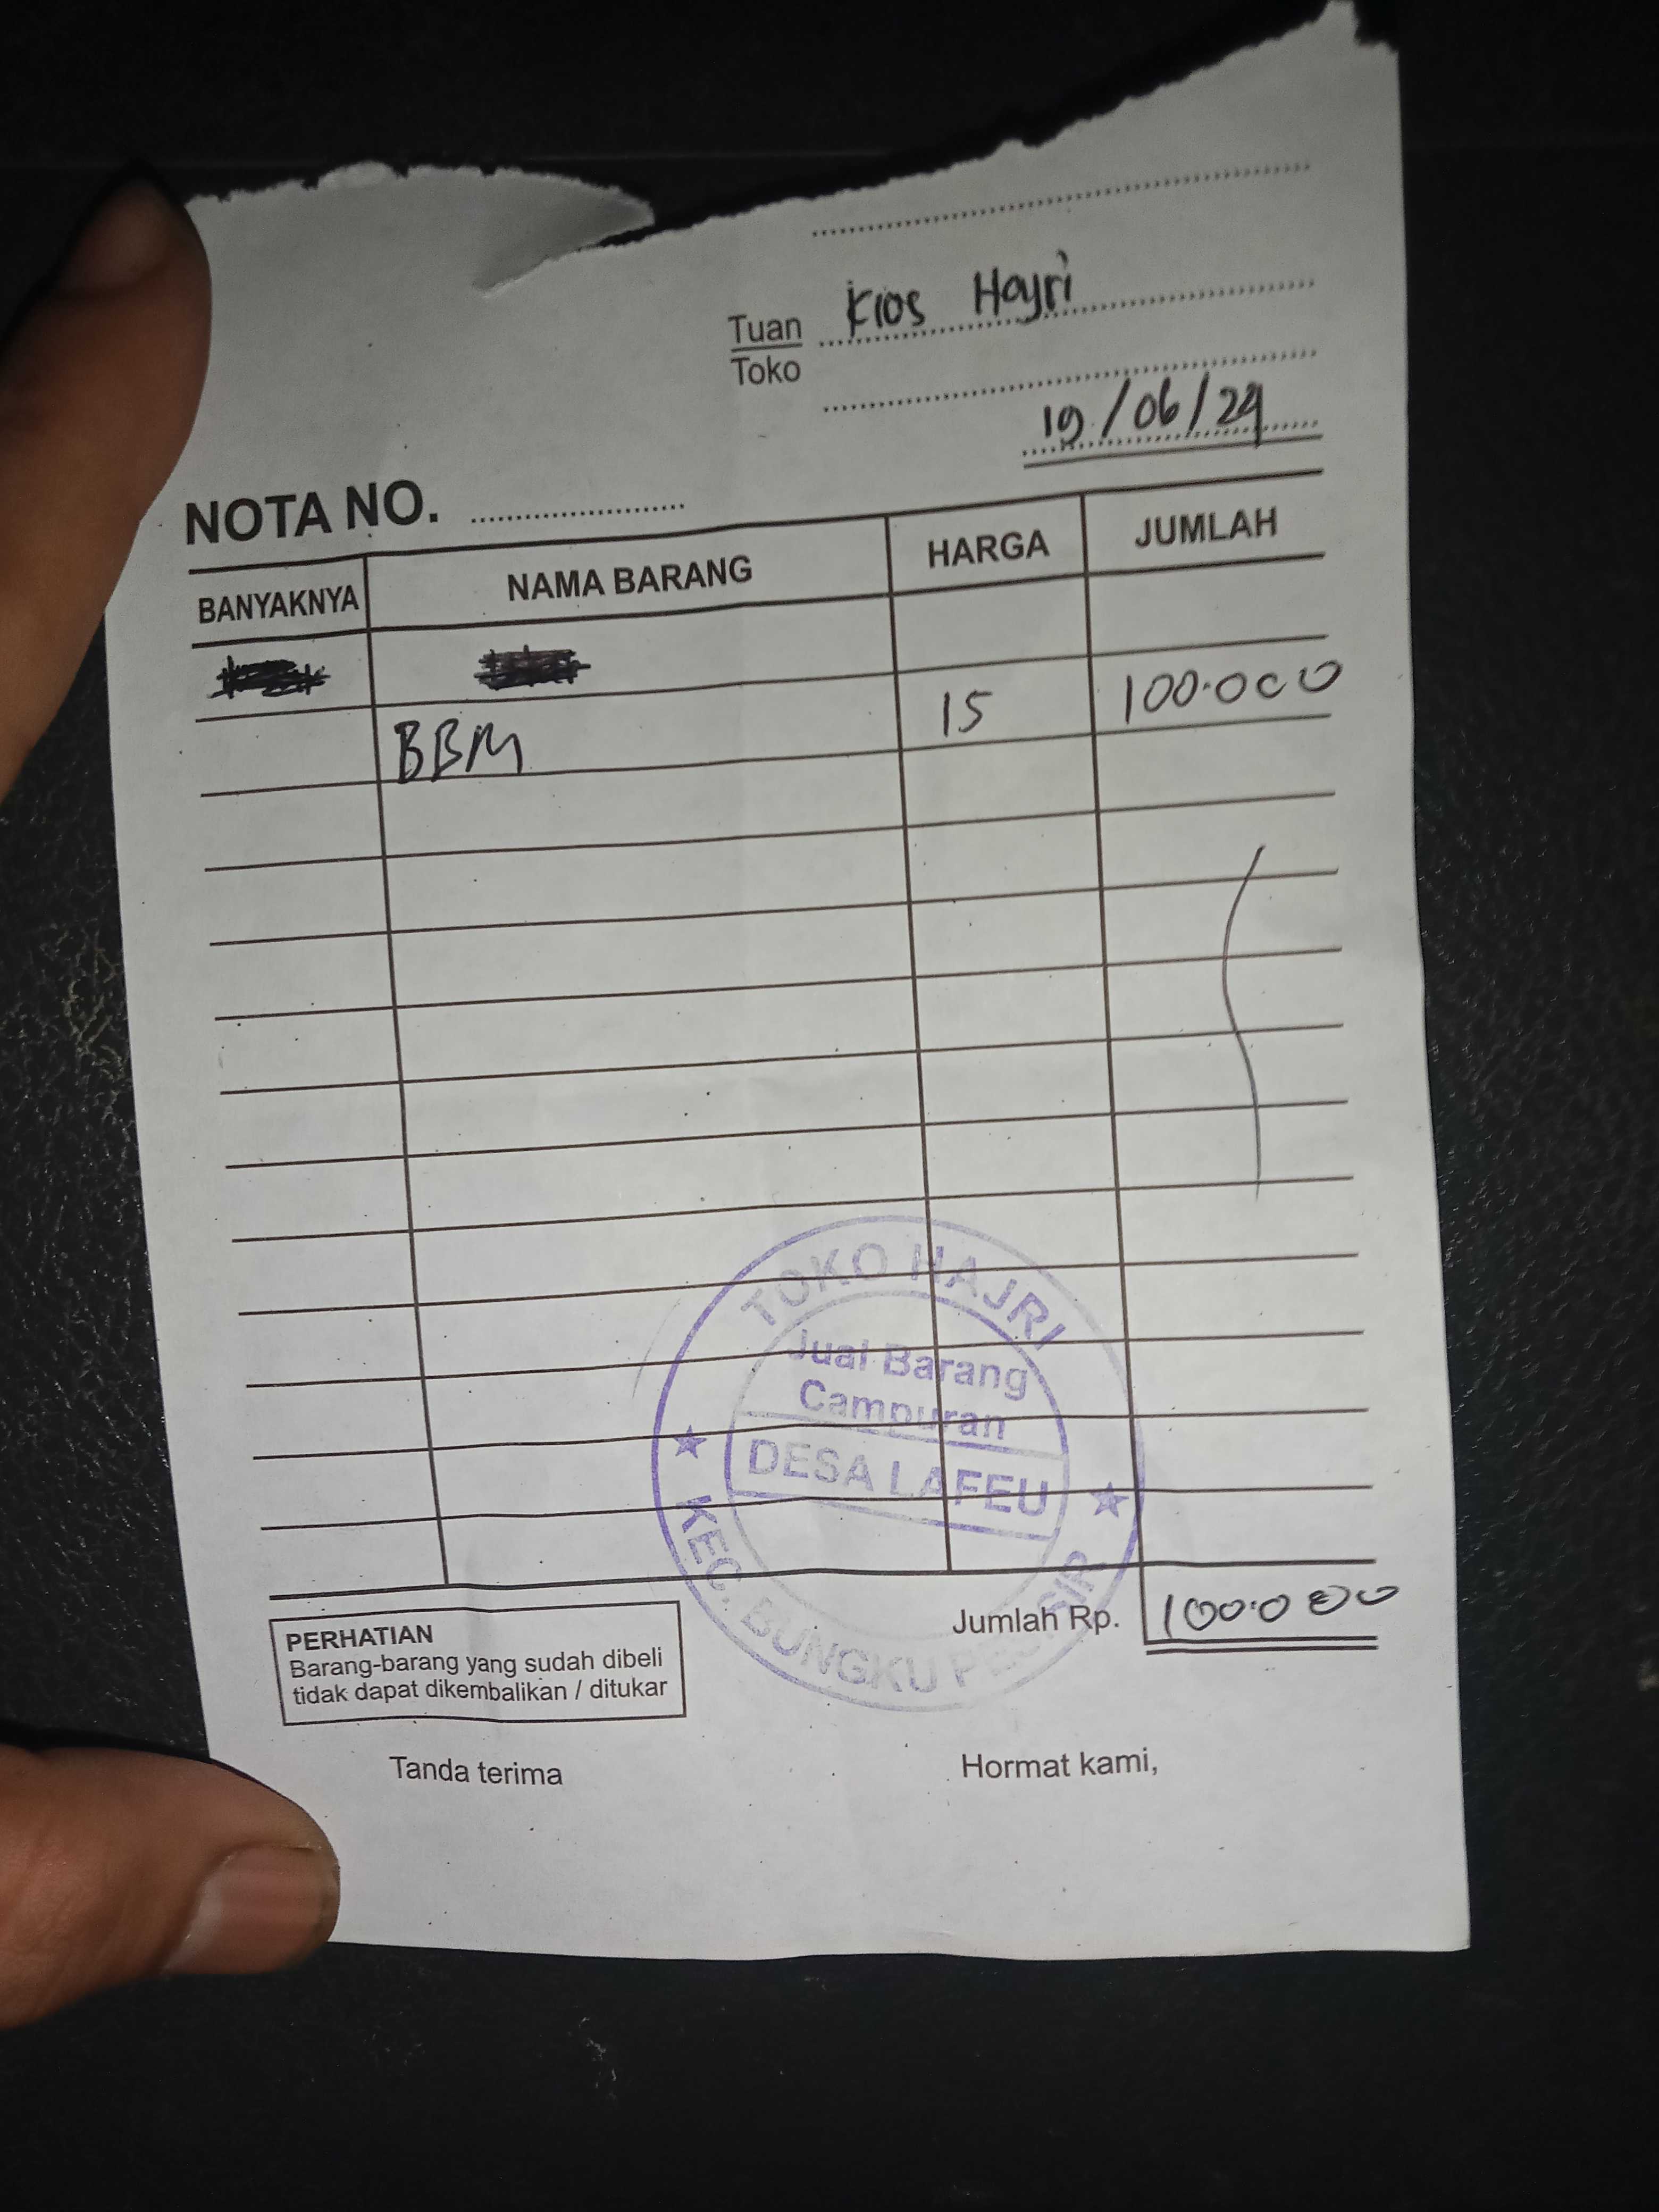 Tuan
Toko
Kios Hajri
19/06/24
NOTA NO.
BANYAKNYA NAMA BARANG HARGA JUMLAH
BBM 15 100.000
TOKO HAJRI
Jual Barang
Campuran
DESA LAFEU
KEC. BUNGKU PESISIR
Jumlah Rp. 100.000
PERHATIAN
Barang-barang yang sudah dibeli
tidak dapat dikembalikan / ditukar
Tanda terima Hormat kami,